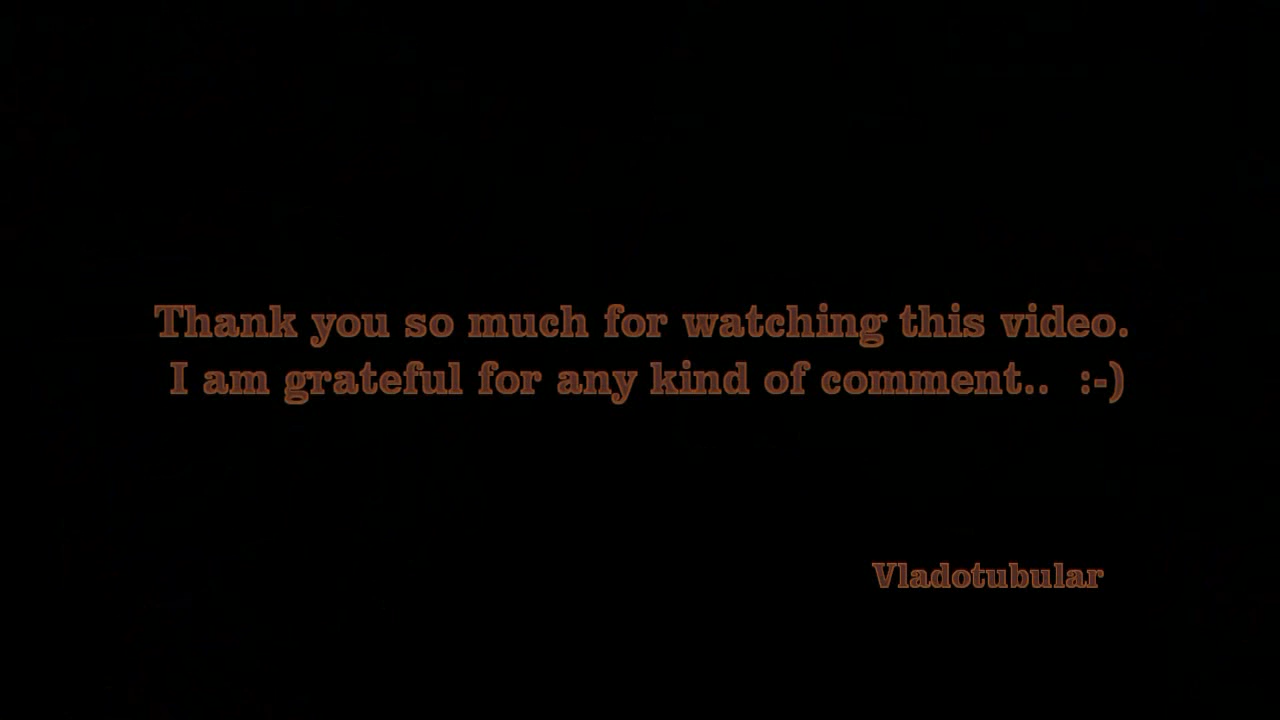 Thank you so much for watching this video.
I am grateful for any kind of comment..  :-)
Vladotubular